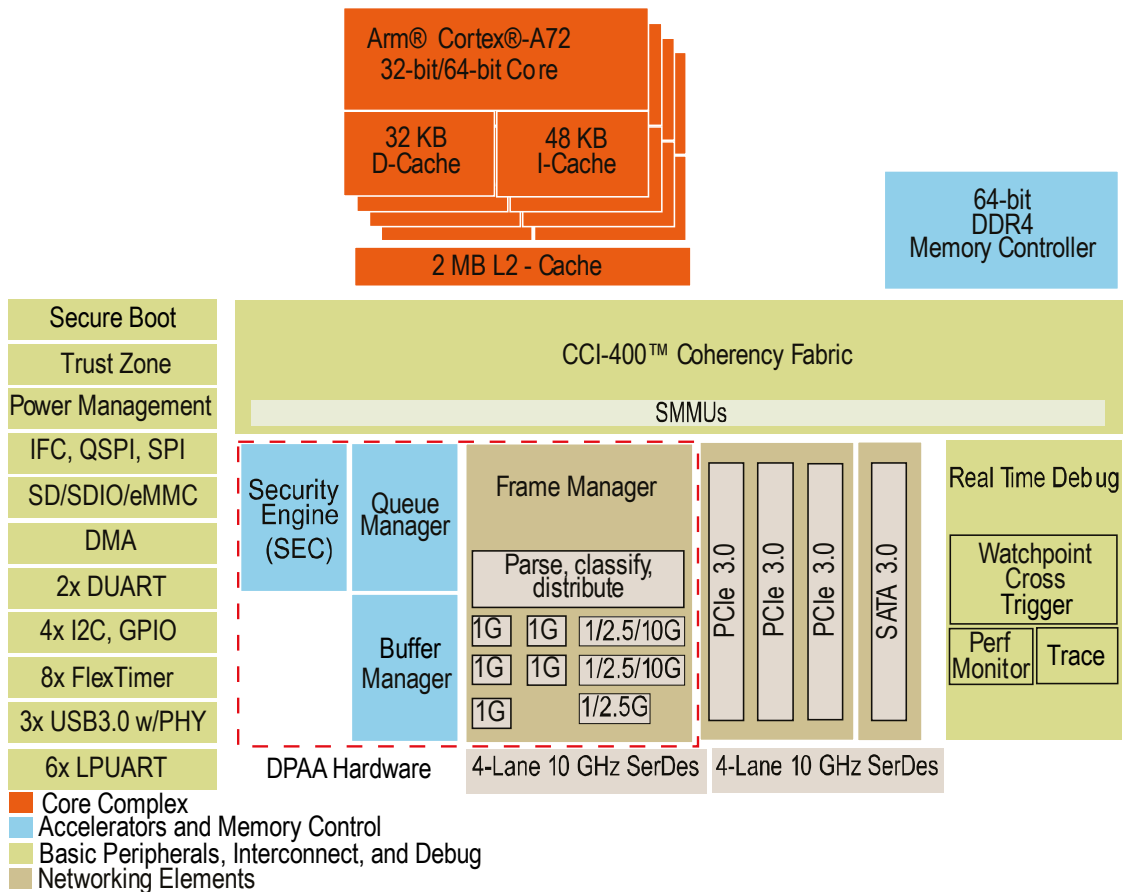 Arm® Cortex®-A72
32-bit/64-bit Core
32 KB
D-Cache
48 KB
I-Cache
2 MB L2 - Cache
64-bit
DDR4
Memory Controller
Secure Boot
Trust Zone
Power Management
IFC, QSPI, SPI
SD/SDIO/eMMC
DMA
2x DUART
4x I2C, GPIO
8x FlexTimer
3x USB3.0 w/PHY
6x LPUART
CCI-400™ Coherency Fabric
SMMUs
Security
Engine
(SEC)
Queue
Manager
Buffer
Manager
Frame Manager
Parse, classify,
distribute
1G 1G 1/2.5/10G
1G 1G 1/2.5/10G
1G 1/2.5G
PCIe 3.0
PCIe 3.0
PCIe 3.0
SATA 3.0
Real Time Debug
Watchpoint
Cross
Trigger
Perf
Monitor
Trace
DPAA Hardware
4-Lane 10 GHz SerDes
4-Lane 10 GHz SerDes
Core Complex
Accelerators and Memory Control
Basic Peripherals, Interconnect, and Debug
Networking Elements